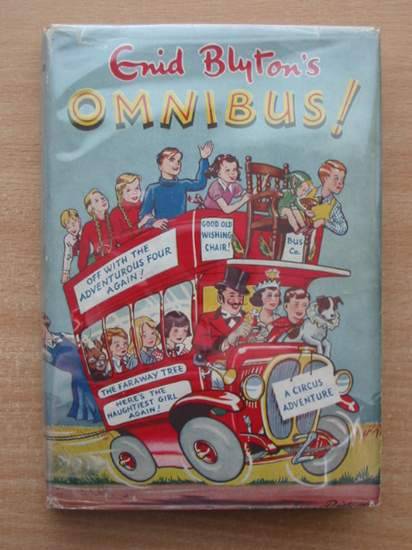 Enid Blyton's
OMNIBUS!
GOOD OLD
WISHING
CHAIR!
BUS
Co.
OFF WITH THE
ADVENTUROUS FOUR
AGAIN!
THE FARAWAY TREE
HERE'S THE
NAUGHTIEST GIRL
AGAIN!
A CIRCUS
ADVENTURE